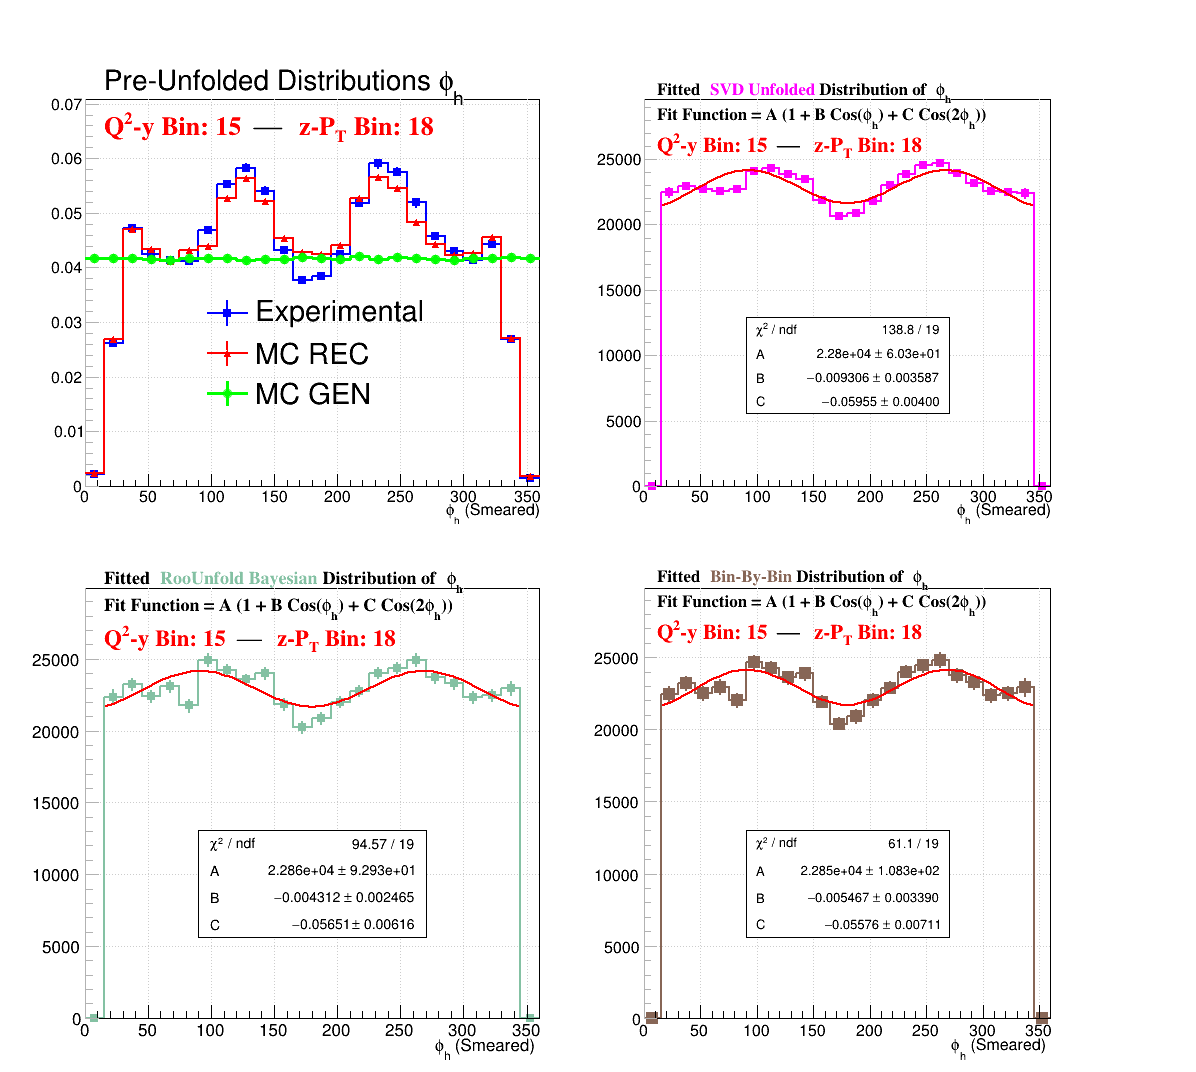 Pre-Unfolded Distributions ϕh
Q²-y Bin: 15 — z-PT Bin: 18
0.07
0.06
0.05
0.04
0.03
0.02
0.01
0
Experimental
MC REC
MC GEN
0 50 100 150 200 250 300 350
ϕh (Smeared)
Fitted SVD Unfolded Distribution of ϕh
Fit Function = A (1 + B Cos(ϕh) + C Cos(2ϕh))
Q²-y Bin: 15 — z-PT Bin: 18
25000
20000
15000
10000
5000
0
χ² / ndf 138.8 / 19
A 2.28e+04 ± 6.03e+01
B −0.009306 ± 0.003587
C −0.05955 ± 0.00400
0 50 100 150 200 250 300 350
ϕh (Smeared)
Fitted RooUnfold Bayesian Distribution of ϕh
Fit Function = A (1 + B Cos(ϕh) + C Cos(2ϕh))
Q²-y Bin: 15 — z-PT Bin: 18
25000
20000
15000
10000
5000
0
χ² / ndf 94.57 / 19
A 2.286e+04 ± 9.293e+01
B −0.004312 ± 0.002465
C −0.05651 ± 0.00616
0 50 100 150 200 250 300 350
ϕh (Smeared)
Fitted Bin-By-Bin Distribution of ϕh
Fit Function = A (1 + B Cos(ϕh) + C Cos(2ϕh))
Q²-y Bin: 15 — z-PT Bin: 18
25000
20000
15000
10000
5000
0
χ² / ndf 61.1 / 19
A 2.285e+04 ± 1.083e+02
B −0.005467 ± 0.003390
C −0.05576 ± 0.00711
0 50 100 150 200 250 300 350
ϕh (Smeared)